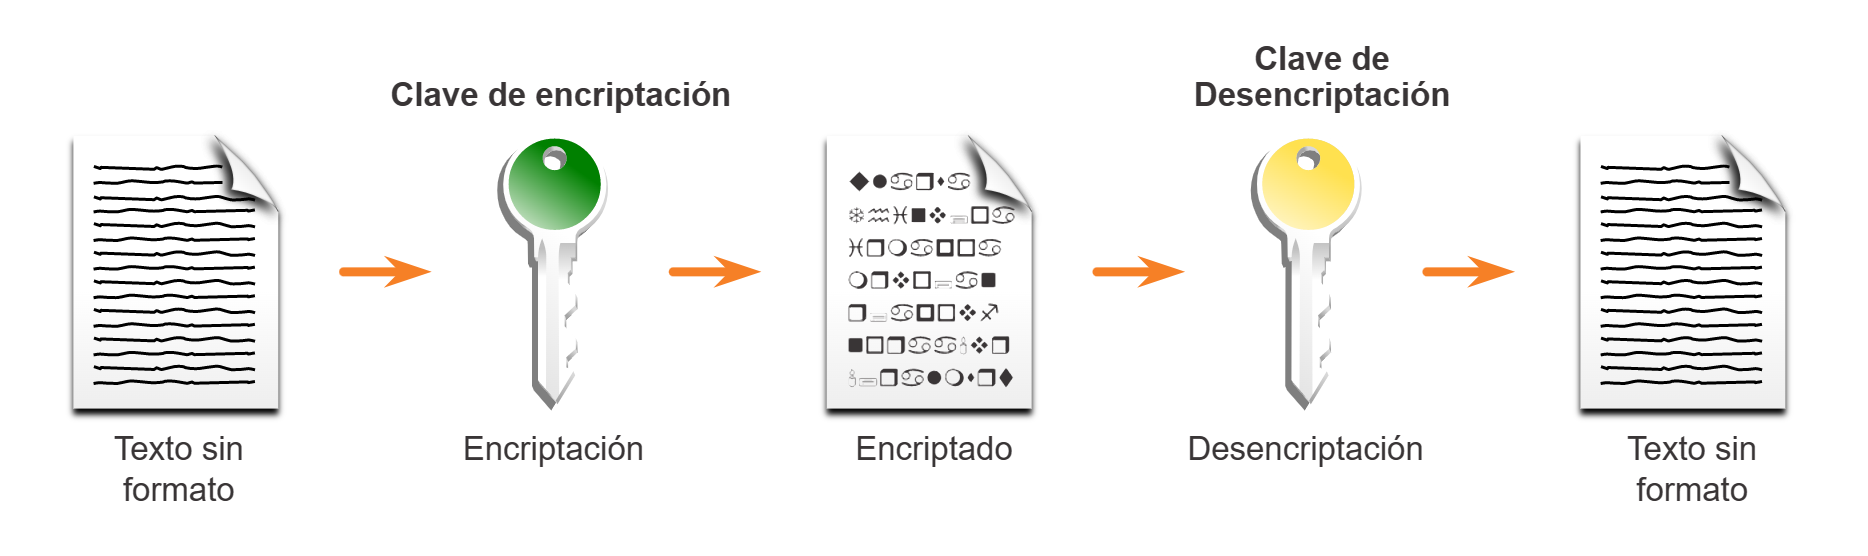 Clave de encriptación
Clave de
Desencriptación
Texto sin
formato
Encriptación
Encriptado
Desencriptación
Texto sin
formato